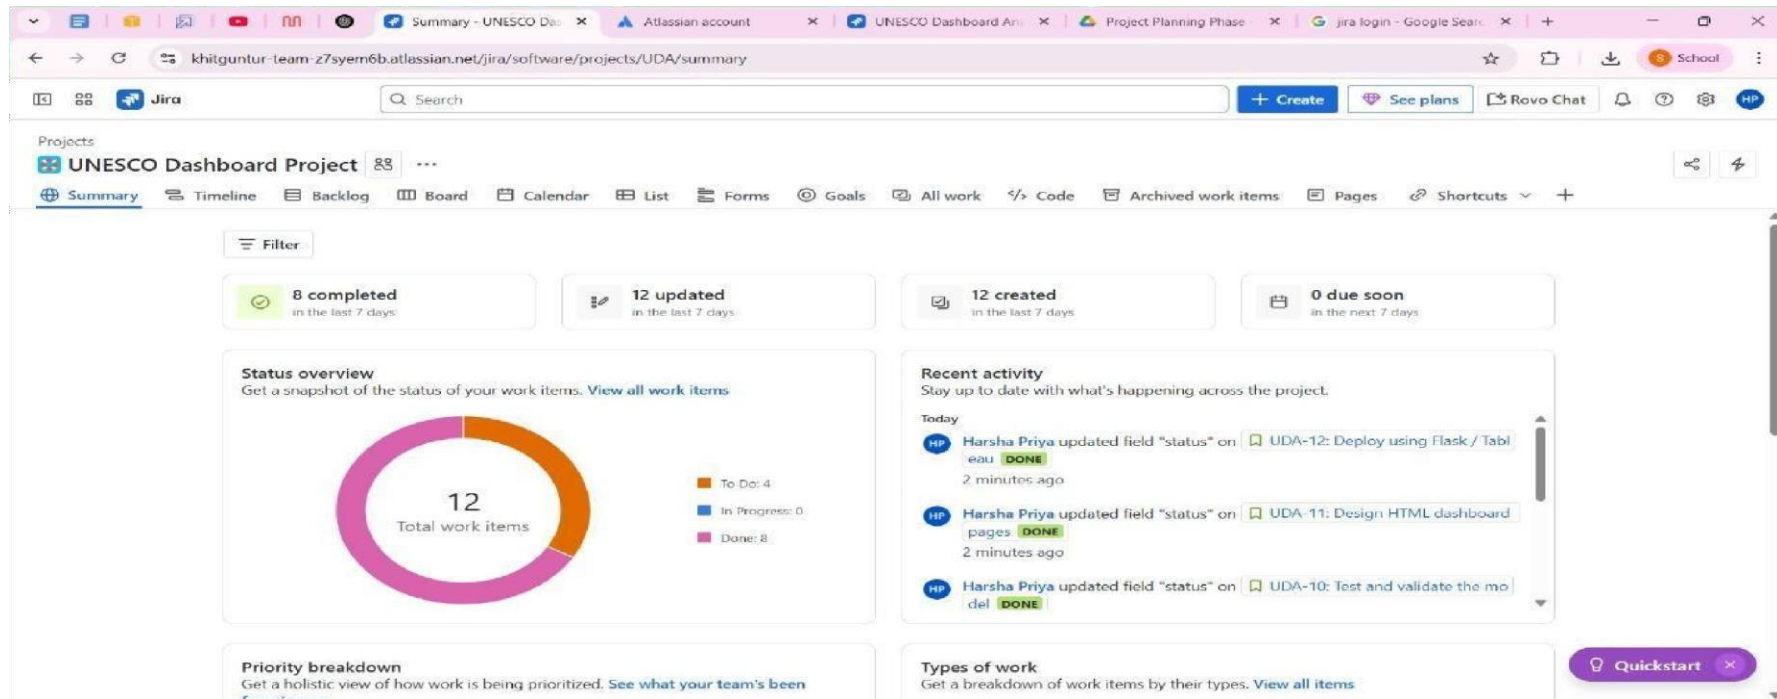 Summary - UNESCO Das
Atlassian account
UNESCO Dashboard An
Project Planning Phase
jira login - Google Searc
khitguntur-team-z7syem6b.atlassian.net/jira/software/projects/UDA/summary
S School
Jira
Search
+ Create
See plans
Rovo Chat
HP
Projects
UNESCO Dashboard Project
Summary Timeline Backlog Board Calendar List Forms Goals All work Code Archived work items Pages Shortcuts
Filter
8 completed
in the last 7 days
12 updated
in the last 7 days
12 created
in the last 7 days
0 due soon
in the next 7 days
Status overview
Get a snapshot of the status of your work items. View all work items
12
Total work items
To Do: 4
In Progress: 0
Done: 8
Recent activity
Stay up to date with what's happening across the project.
Today
HP Harsha Priya updated field "status" on UDA-12: Deploy using Flask / Tabl
eau DONE
2 minutes ago
HP Harsha Priya updated field "status" on UDA-11: Design HTML dashboard
pages DONE
2 minutes ago
HP Harsha Priya updated field "status" on UDA-10: Test and validate the mo
del DONE
Priority breakdown
Get a holistic view of how work is being prioritized. See what your team's been
Types of work
Get a breakdown of work items by their types. View all items
Quickstart